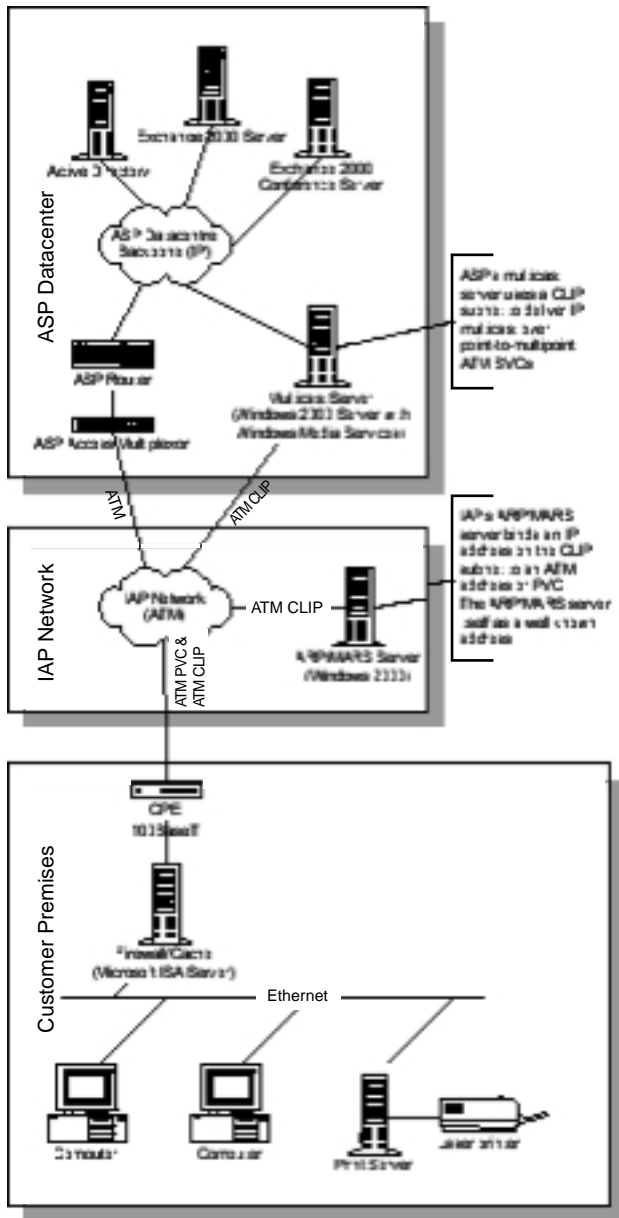 ASP Datacenter
Exchange 2000 Server
Active Directory
Exchange 2000
Conference Server
ASP Datacentre
Backbone (IP)
ASP's multicast
server uses a CLIP
subnet to deliver IP
multicast over
point-to-multipoint
ATM SVCs
ASP Router
Multicast Server
(Windows 2000 Server with
Windows Media Services)
ASP Access Multiplexor
ATM
ATM CLIP
IAP Network
IAP's ARP/MARS
server binds an IP
address on the CLIP
subnet to an ATM
address or PVC
The ARP/MARS server
itself has a well known
address
IAP Network
(ATM)
ATM CLIP
ARP/MARS Server
(Windows 2000)
ATM PVC &
ATM CLIP
Customer Premises
CPE
100BaseT
Firewall/Cache
(Microsoft ISA Server)
Ethernet
Computer
Computer
Print Server
Laser printer